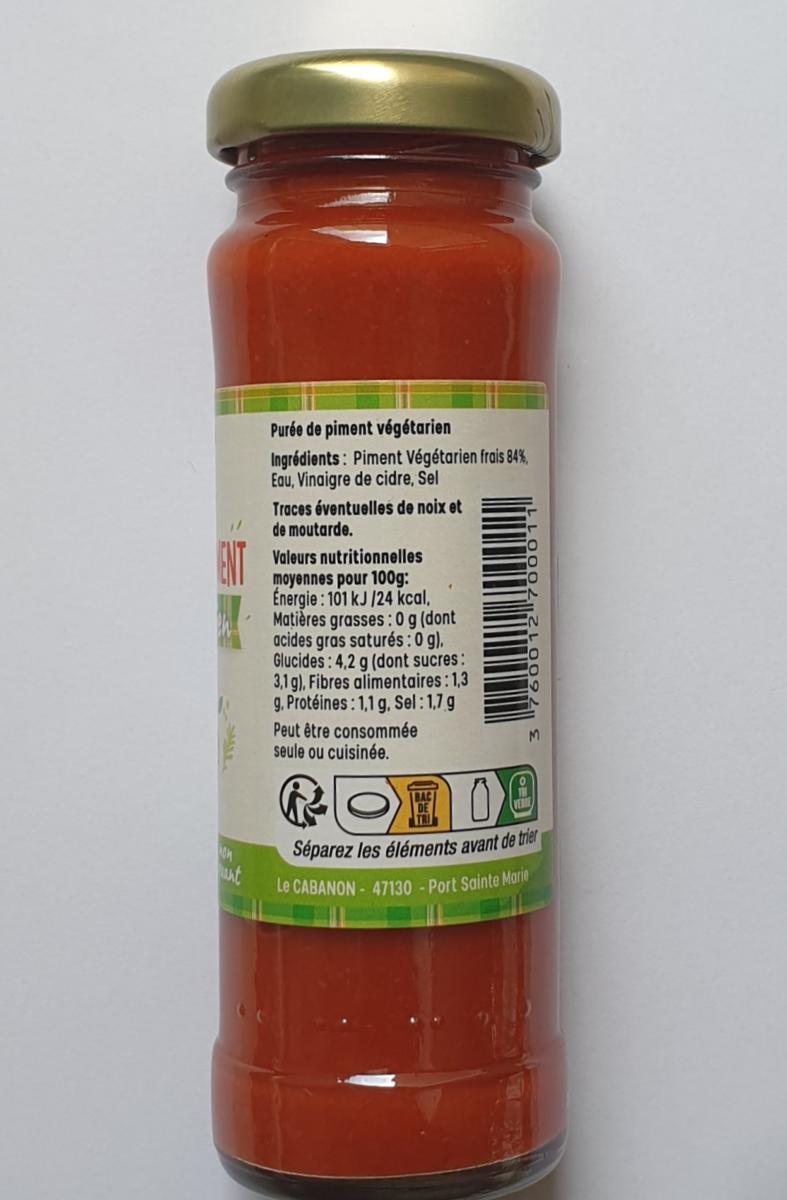 Purée de piment végétarien
Ingrédients : Piment Végétarien frais 84%,
Eau, Vinaigre de cidre, Sel
Traces éventuelles de noix et
de moutarde.
Valeurs nutritionnelles
moyennes pour 100g:
Énergie : 101 kJ /24 kcal,
Matières grasses : 0 g (dont
acides gras saturés : 0 g),
Glucides : 4,2 g (dont sucres :
3,1 g), Fibres alimentaires : 1,3
g, Protéines : 1,1 g, Sel : 1,7 g
Peut être consommée
seule ou cuisinée.
3 760012 700011
BAC
DE
TRI
TRI
VERRE
Séparez les éléments avant de trier
Le CABANON - 47130 - Port Sainte Marie